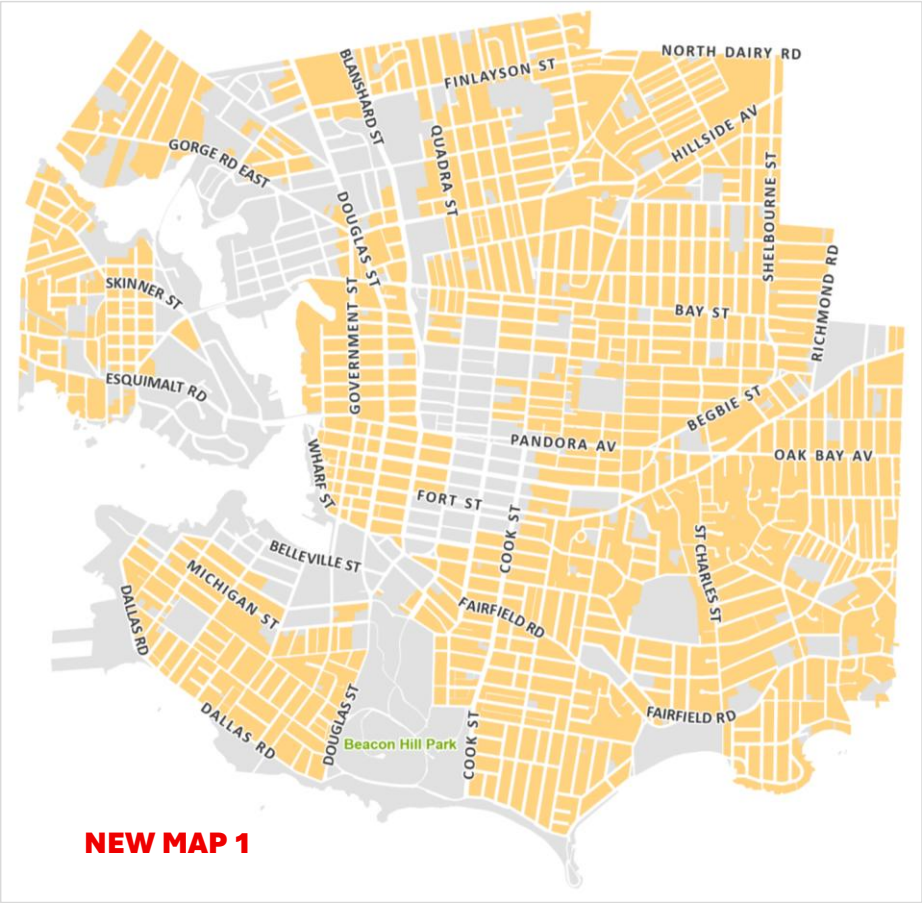 NORTH DAIRY RD
BLANSHARD ST
FINLAYSON ST
HILLSIDE AV
GORGE RD EAST
QUADRA ST
SHELBOURNE ST
DOUGLAS ST
RICHMOND RD
SKINNER ST
GOVERNMENT ST
BAY ST
ESQUIMALT RD
BEGBIE ST
PANDORA AV
OAK BAY AV
WHARF ST
FORT ST
COOK ST
BELLEVILLE ST
ST CHARLES ST
MICHIGAN ST
DALLAS RD
FAIRFIELD RD
DOUGLAS ST
FAIRFIELD RD
DALLAS RD
COOK ST
Beacon Hill Park
NEW MAP 1